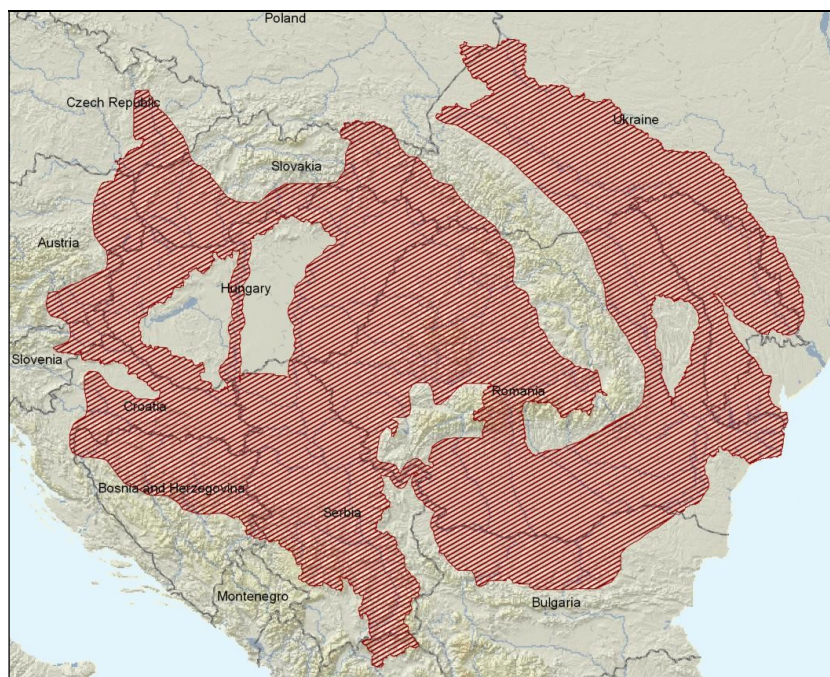 Poland
Czech Republic
Ukraine
Slovakia
Austria
Hungary
Slovenia
Romania
Croatia
Bosnia and Herzegovina
Serbia
Montenegro
Bulgaria